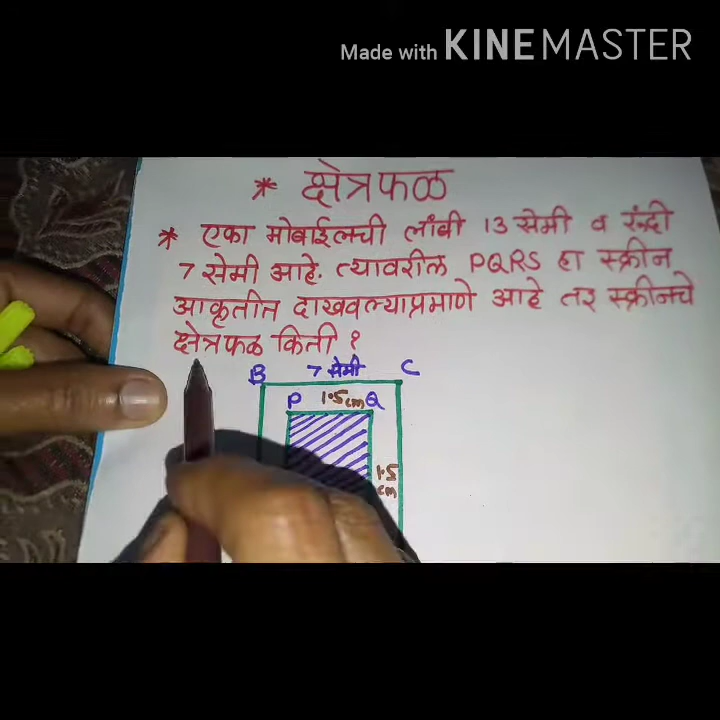 Made with KINEMASTER
* क्षेत्रफळ
* एका मोबाईलची लांबी 13 सेमी व रुंदी
7 सेमी आहे. त्यावरील PQRS हा स्क्रीन
आकृतीत दाखवल्याप्रमाणे आहे तर स्क्रीनचे
क्षेत्रफळ किती ?
B 7 सेमी C
P 1.5cm Q
1.5
cm